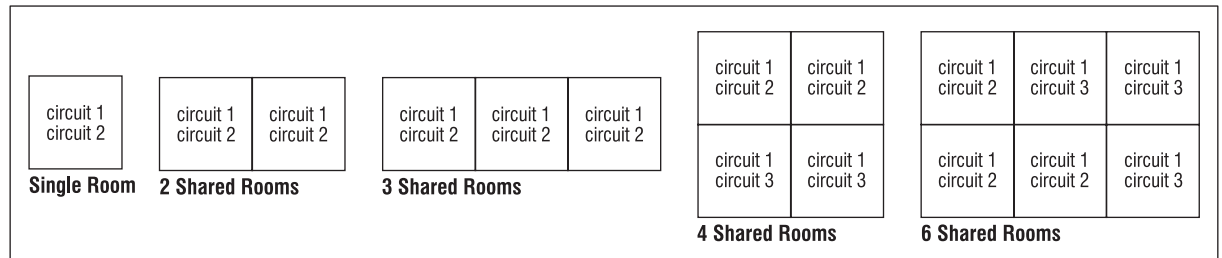 circuit 1
circuit 2
Single Room
circuit 1 circuit 1
circuit 2 circuit 2
2 Shared Rooms
circuit 1 circuit 1 circuit 1
circuit 2 circuit 2 circuit 2
3 Shared Rooms
circuit 1 circuit 1
circuit 2 circuit 2
circuit 1 circuit 1
circuit 3 circuit 3
4 Shared Rooms
circuit 1 circuit 1 circuit 1
circuit 2 circuit 3 circuit 3
circuit 1 circuit 1 circuit 1
circuit 2 circuit 2 circuit 3
6 Shared Rooms